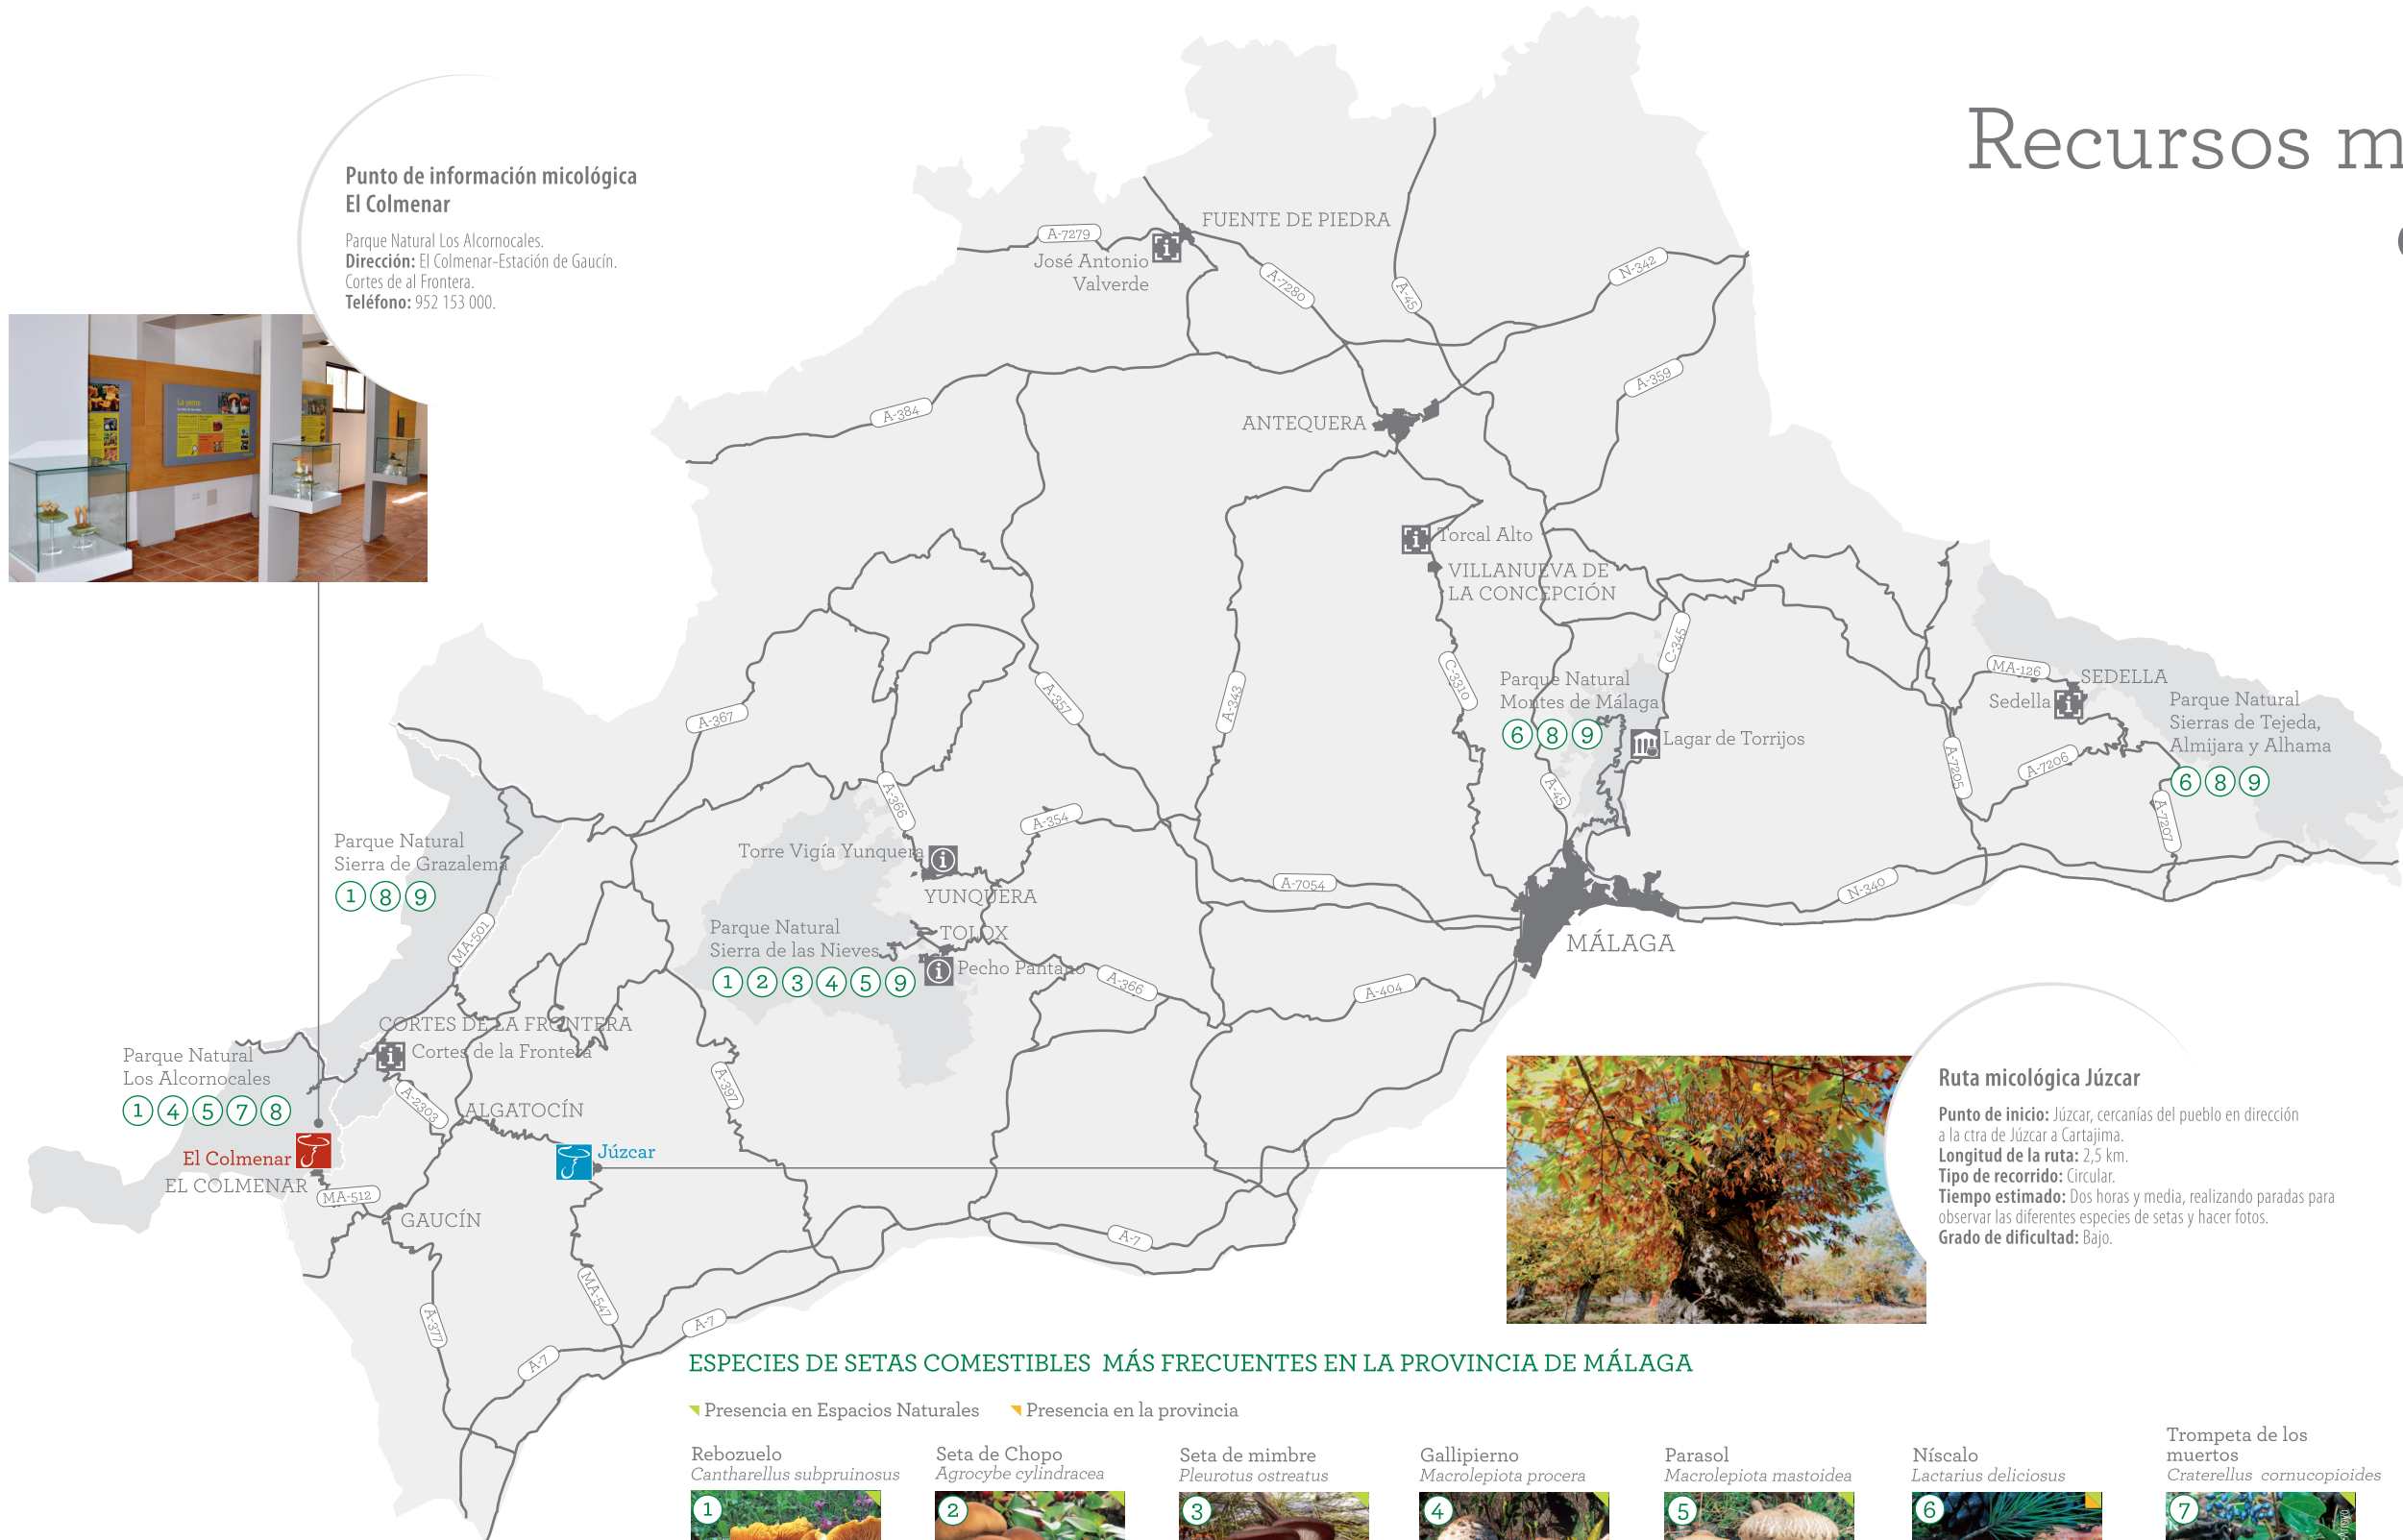 Recursos m
Punto de información micológica
El Colmenar
Parque Natural Los Alcornocales.
Dirección: El Colmenar-Estación de Gaucín.
Cortes de al Frontera.
Teléfono: 952 153 000.
La yema
FUENTE DE PIEDRA
A-7279
José Antonio
Valverde
A-7280
A-45
N-342
A-359
A-384
ANTEQUERA
Torcal Alto
VILLANUEVA DE
LA CONCEPCIÓN
C-345
C-3310
A-343
A-357
A-367
Parque Natural
Montes de Málaga
6 8 9
Lagar de Torrijos
A-45
MA-126
SEDELLA
Sedella
Parque Natural
Sierras de Tejeda,
Almijara y Alhama
6 8 9
A-7205
A-7206
A-7207
A-366
A-354
Torre Vigía Yunquera
YUNQUERA
Parque Natural
Sierra de Grazalema
1 8 9
MA-501
A-7054
N-340
MÁLAGA
Parque Natural
Sierra de las Nieves
1 2 3 4 5 9
TOLOX
Pecho Pantano
A-366
A-404
CORTES DE LA FRONTERA
Cortes de la Frontera
Parque Natural
Los Alcornocales
1 4 5 7 8
A-2303
A-397
ALGATOCÍN
El Colmenar
EL COLMENAR
Júzcar
MA-512
GAUCÍN
A-7
MA-547
A-377
A-7
A-7
Ruta micológica Júzcar
Punto de inicio: Júzcar, cercanías del pueblo en dirección
a la ctra de Júzcar a Cartajima.
Longitud de la ruta: 2,5 km.
Tipo de recorrido: Circular.
Tiempo estimado: Dos horas y media, realizando paradas para
observar las diferentes especies de setas y hacer fotos.
Grado de dificultad: Bajo.
ESPECIES DE SETAS COMESTIBLES MÁS FRECUENTES EN LA PROVINCIA DE MÁLAGA
Presencia en Espacios Naturales
Presencia en la provincia
Rebozuelo
Cantharellus subpruinosus
1
Seta de Chopo
Agrocybe cylindracea
2
Seta de mimbre
Pleurotus ostreatus
3
Gallipierno
Macrolepiota procera
4
Parasol
Macrolepiota mastoidea
5
Níscalo
Lactarius deliciosus
6
Trompeta de los
muertos
Craterellus cornucopioides
7